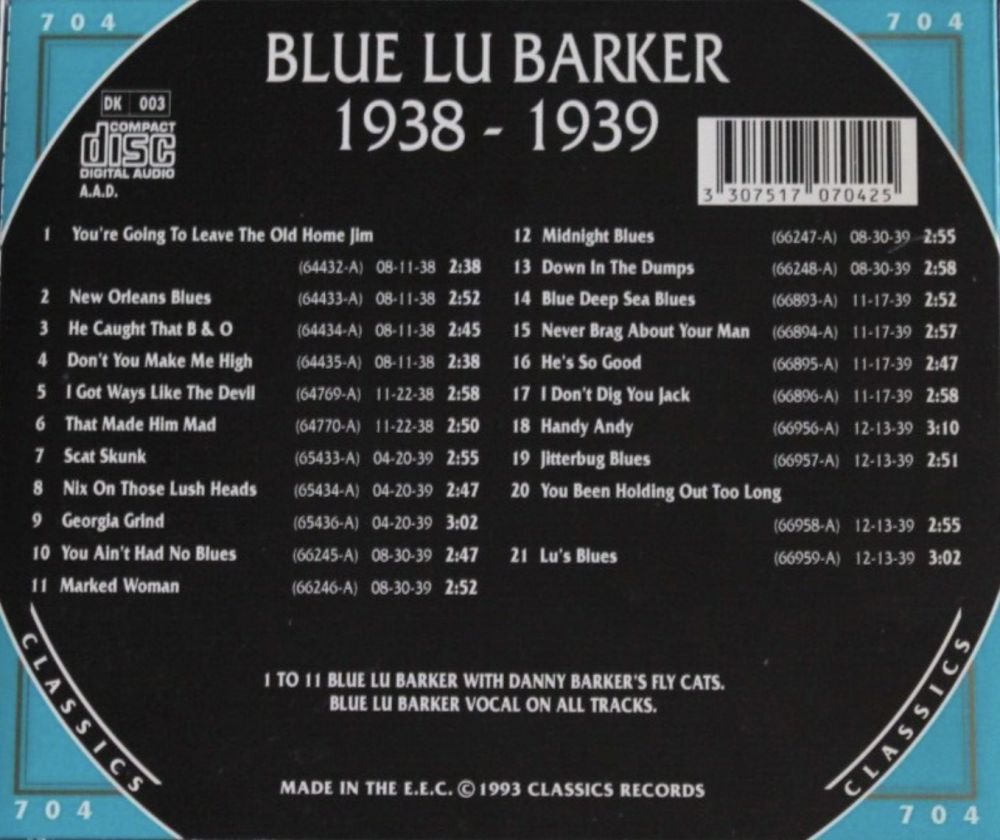 704
704
BLUE LU BARKER
1938 - 1939
DK 003
COMPACT
disc
DIGITAL AUDIO
A.A.D.
3 307517 070425
1 You're Going To Leave The Old Home Jim
(64432-A) 08-11-38 2:38
2 New Orleans Blues (64433-A) 08-11-38 2:52
3 He Caught That B & O (64434-A) 08-11-38 2:45
4 Don't You Make Me High (64435-A) 08-11-38 2:38
5 I Got Ways Like The Devil (64769-A) 11-22-38 2:58
6 That Made Him Mad (64770-A) 11-22-38 2:50
7 Scat Skunk (65433-A) 04-20-39 2:55
8 Nix On Those Lush Heads (65434-A) 04-20-39 2:47
9 Georgia Grind (65436-A) 04-20-39 3:02
10 You Ain't Had No Blues (66245-A) 08-30-39 2:47
11 Marked Woman (66246-A) 08-30-39 2:52
12 Midnight Blues (66247-A) 08-30-39 2:55
13 Down In The Dumps (66248-A) 08-30-39 2:58
14 Blue Deep Sea Blues (66893-A) 11-17-39 2:52
15 Never Brag About Your Man (66894-A) 11-17-39 2:57
16 He's So Good (66895-A) 11-17-39 2:47
17 I Don't Dig You Jack (66896-A) 11-17-39 2:58
18 Handy Andy (66956-A) 12-13-39 3:10
19 Jitterbug Blues (66957-A) 12-13-39 2:51
20 You Been Holding Out Too Long
(66958-A) 12-13-39 2:55
21 Lu's Blues (66959-A) 12-13-39 3:02
CLASSICS
CLASSICS
1 TO 11 BLUE LU BARKER WITH DANNY BARKER'S FLY CATS.
BLUE LU BARKER VOCAL ON ALL TRACKS.
MADE IN THE E.E.C. © 1993 CLASSICS RECORDS
704
704